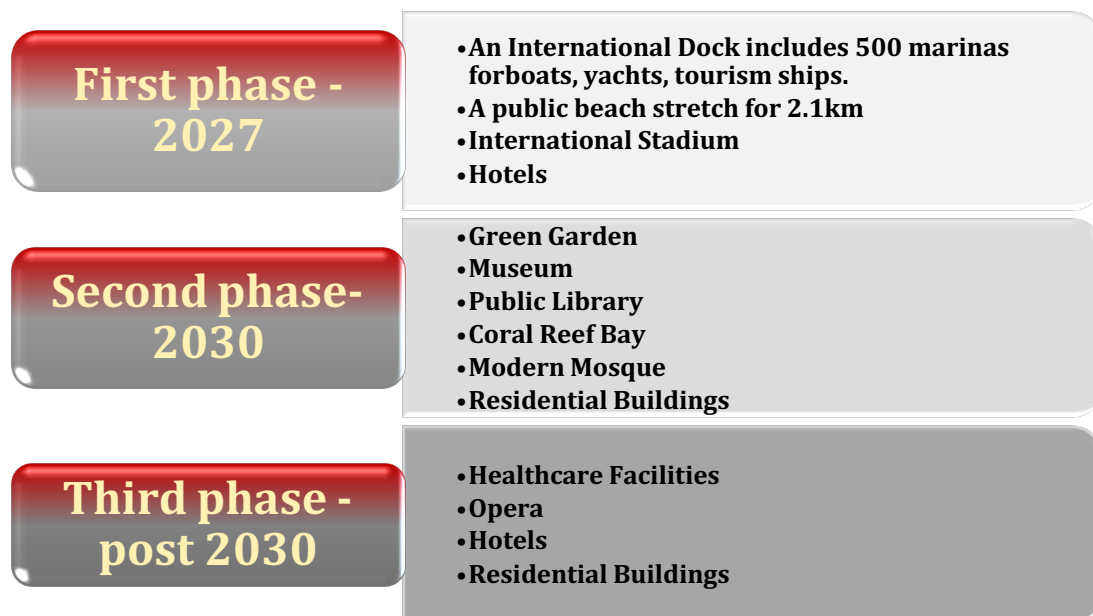 First phase -
2027
•An International Dock includes 500 marinas
forboats, yachts, tourism ships.
•A public beach stretch for 2.1km
•International Stadium
•Hotels
Second phase-
2030
•Green Garden
•Museum
•Public Library
•Coral Reef Bay
•Modern Mosque
•Residential Buildings
Third phase -
post 2030
•Healthcare Facilities
•Opera
•Hotels
•Residential Buildings